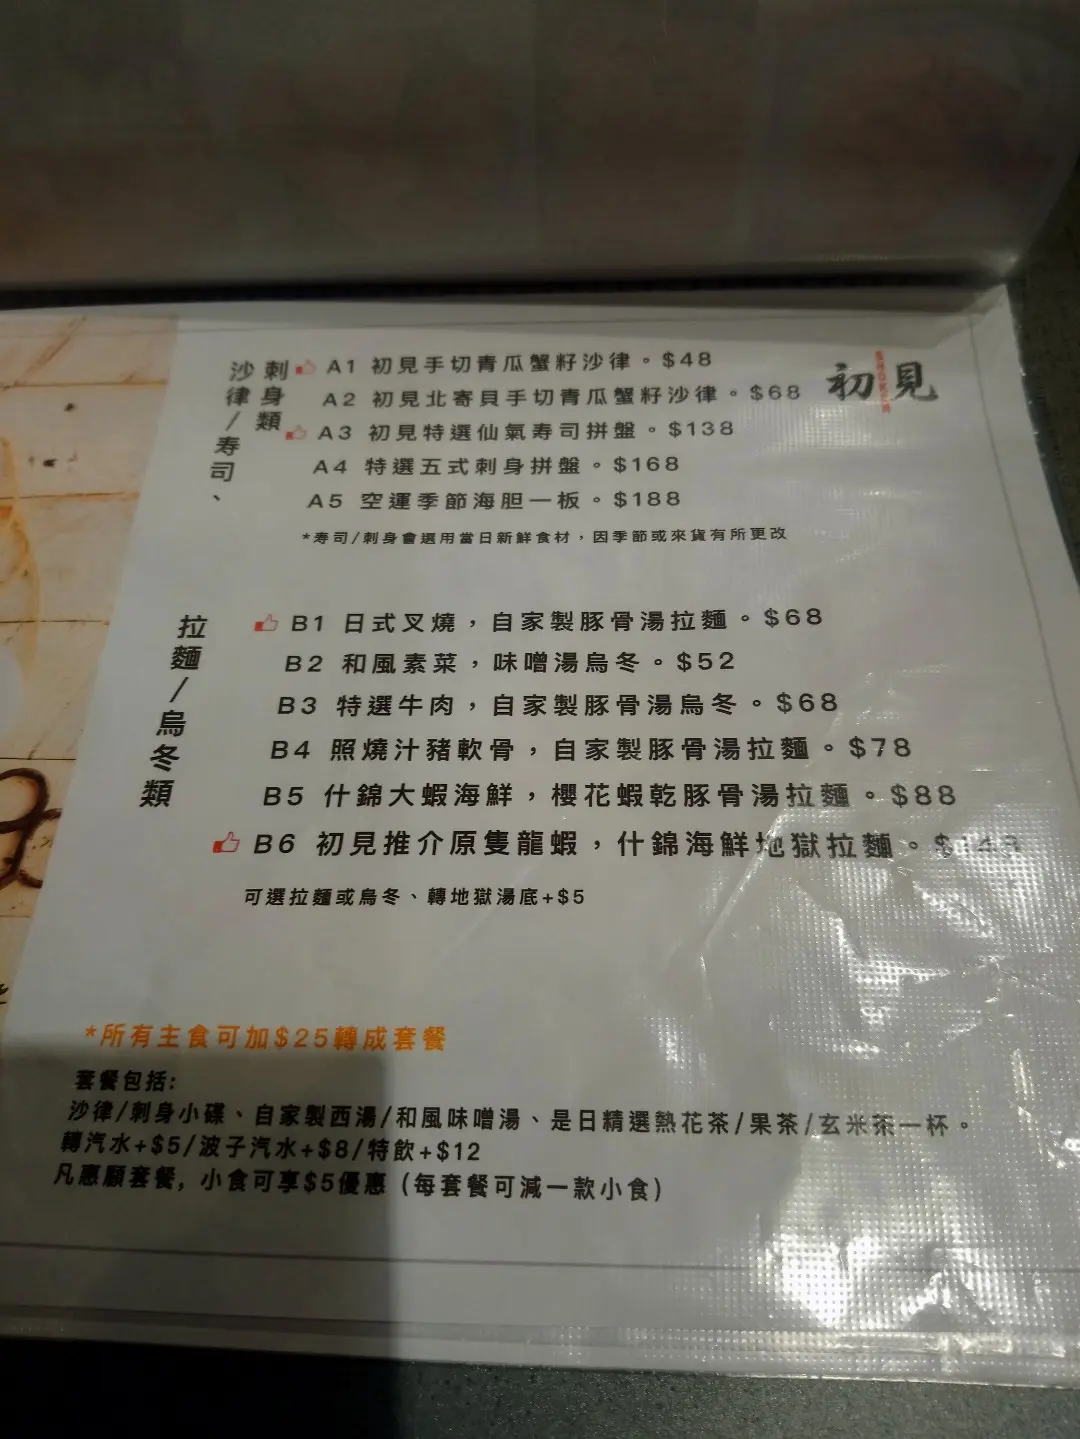 初見
沙律/寿司、
刺身類
A1 初見手切青瓜蟹籽沙律。$48
A2 初見北寄貝手切青瓜蟹籽沙律。$68
A3 初見特選仙氣寿司拼盤。$138
A4 特選五式刺身拼盤。$168
A5 空運季節海胆一板。$188
*寿司/刺身會選用當日新鮮食材，因季節或來貨有所更改
拉麵/烏冬類
B1 日式叉燒，自家製豚骨湯拉麵。$68
B2 和風素菜，味噌湯烏冬。$52
B3 特選牛肉，自家製豚骨湯烏冬。$68
B4 照燒汁豬軟骨，自家製豚骨湯拉麵。$78
B5 什錦大蝦海鮮，櫻花蝦乾豚骨湯拉麵。$88
B6 初見推介原隻龍蝦，什錦海鮮地獄拉麵。
可選拉麵或烏冬、轉地獄湯底+$5
*所有主食可加$25轉成套餐
套餐包括:
沙律/刺身小碟、自家製西湯/和風味噌湯、是日精選熱花茶/果茶/玄米茶一杯。
轉汽水+$5/波子汽水+$8/特飲+$12
凡惠顧套餐, 小食可享$5優惠 (每套餐可減一款小食)